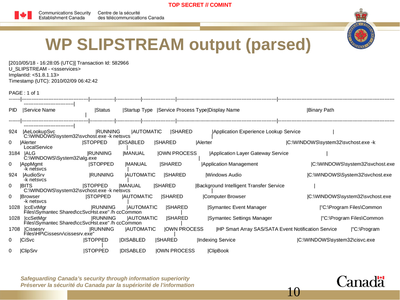 TOP SECRET // COMINT
Communications Security Centre de la sécurité
Establishment Canada des télécommunications Canada
WP SLIPSTREAM output (parsed)
[2010/05/18 - 16:28:05 (UTC)] Transaction Id: 582966
U_SLIPSTREAM - <ssservices>
ImplantId: <51.8.1.13>
Timestamp (UTC): 2010/02/09 06:42:42
PAGE : 1 of 1
PID |Service Name |Status |Startup Type |Service Process Type|Display Name |Binary Path
924 |AeLookupSvc |RUNNING |AUTOMATIC |SHARED |Application Experience Lookup Service |
C:\WINDOWS\system32\svchost.exe -k netsvcs
0 |Alerter |STOPPED |DISABLED |SHARED |Alerter |C:\WINDOWS\system32\svchost.exe -k
LocalService
3184 |ALG |RUNNING |MANUAL |OWN PROCESS |Application Layer Gateway Service |
C:\WINDOWS\System32\alg.exe
0 |AppMgmt |STOPPED |MANUAL |SHARED |Application Management |C:\WINDOWS\system32\svchost.exe
-k netsvcs
924 |AudioSrv |RUNNING |AUTOMATIC |SHARED |Windows Audio |C:\WINDOWS\System32\svchost.exe
-k netsvcs
0 |BITS |STOPPED |MANUAL |SHARED |Background Intelligent Transfer Service |
C:\WINDOWS\system32\svchost.exe -k netsvcs
0 |Browser |STOPPED |AUTOMATIC |SHARED |Computer Browser |C:\WINDOWS\system32\svchost.exe
-k netsvcs
1028 |ccEvtMgr |RUNNING |AUTOMATIC |SHARED |Symantec Event Manager |"C:\Program Files\Common
Files\Symantec Shared\ccSvcHst.exe" /h ccCommon
1028 |ccSetMgr |RUNNING |AUTOMATIC |SHARED |Symantec Settings Manager |"C:\Program Files\Common
Files\Symantec Shared\ccSvcHst.exe" /h ccCommon
1708 |Cissesrv |RUNNING |AUTOMATIC |OWN PROCESS |HP Smart Array SAS/SATA Event Notification Service |"C:\Program
Files\HP\Cissesrv\cissesrv.exe"
0 |CiSvc |STOPPED |DISABLED |SHARED |Indexing Service |C:\WINDOWS\system32\cisvc.exe
0 |ClipSrv |STOPPED |DISABLED |OWN PROCESS |ClipBook
Safeguarding Canada's security through information superiority
Préserver la sécurité du Canada par la supériorité de l'information
10
Canada